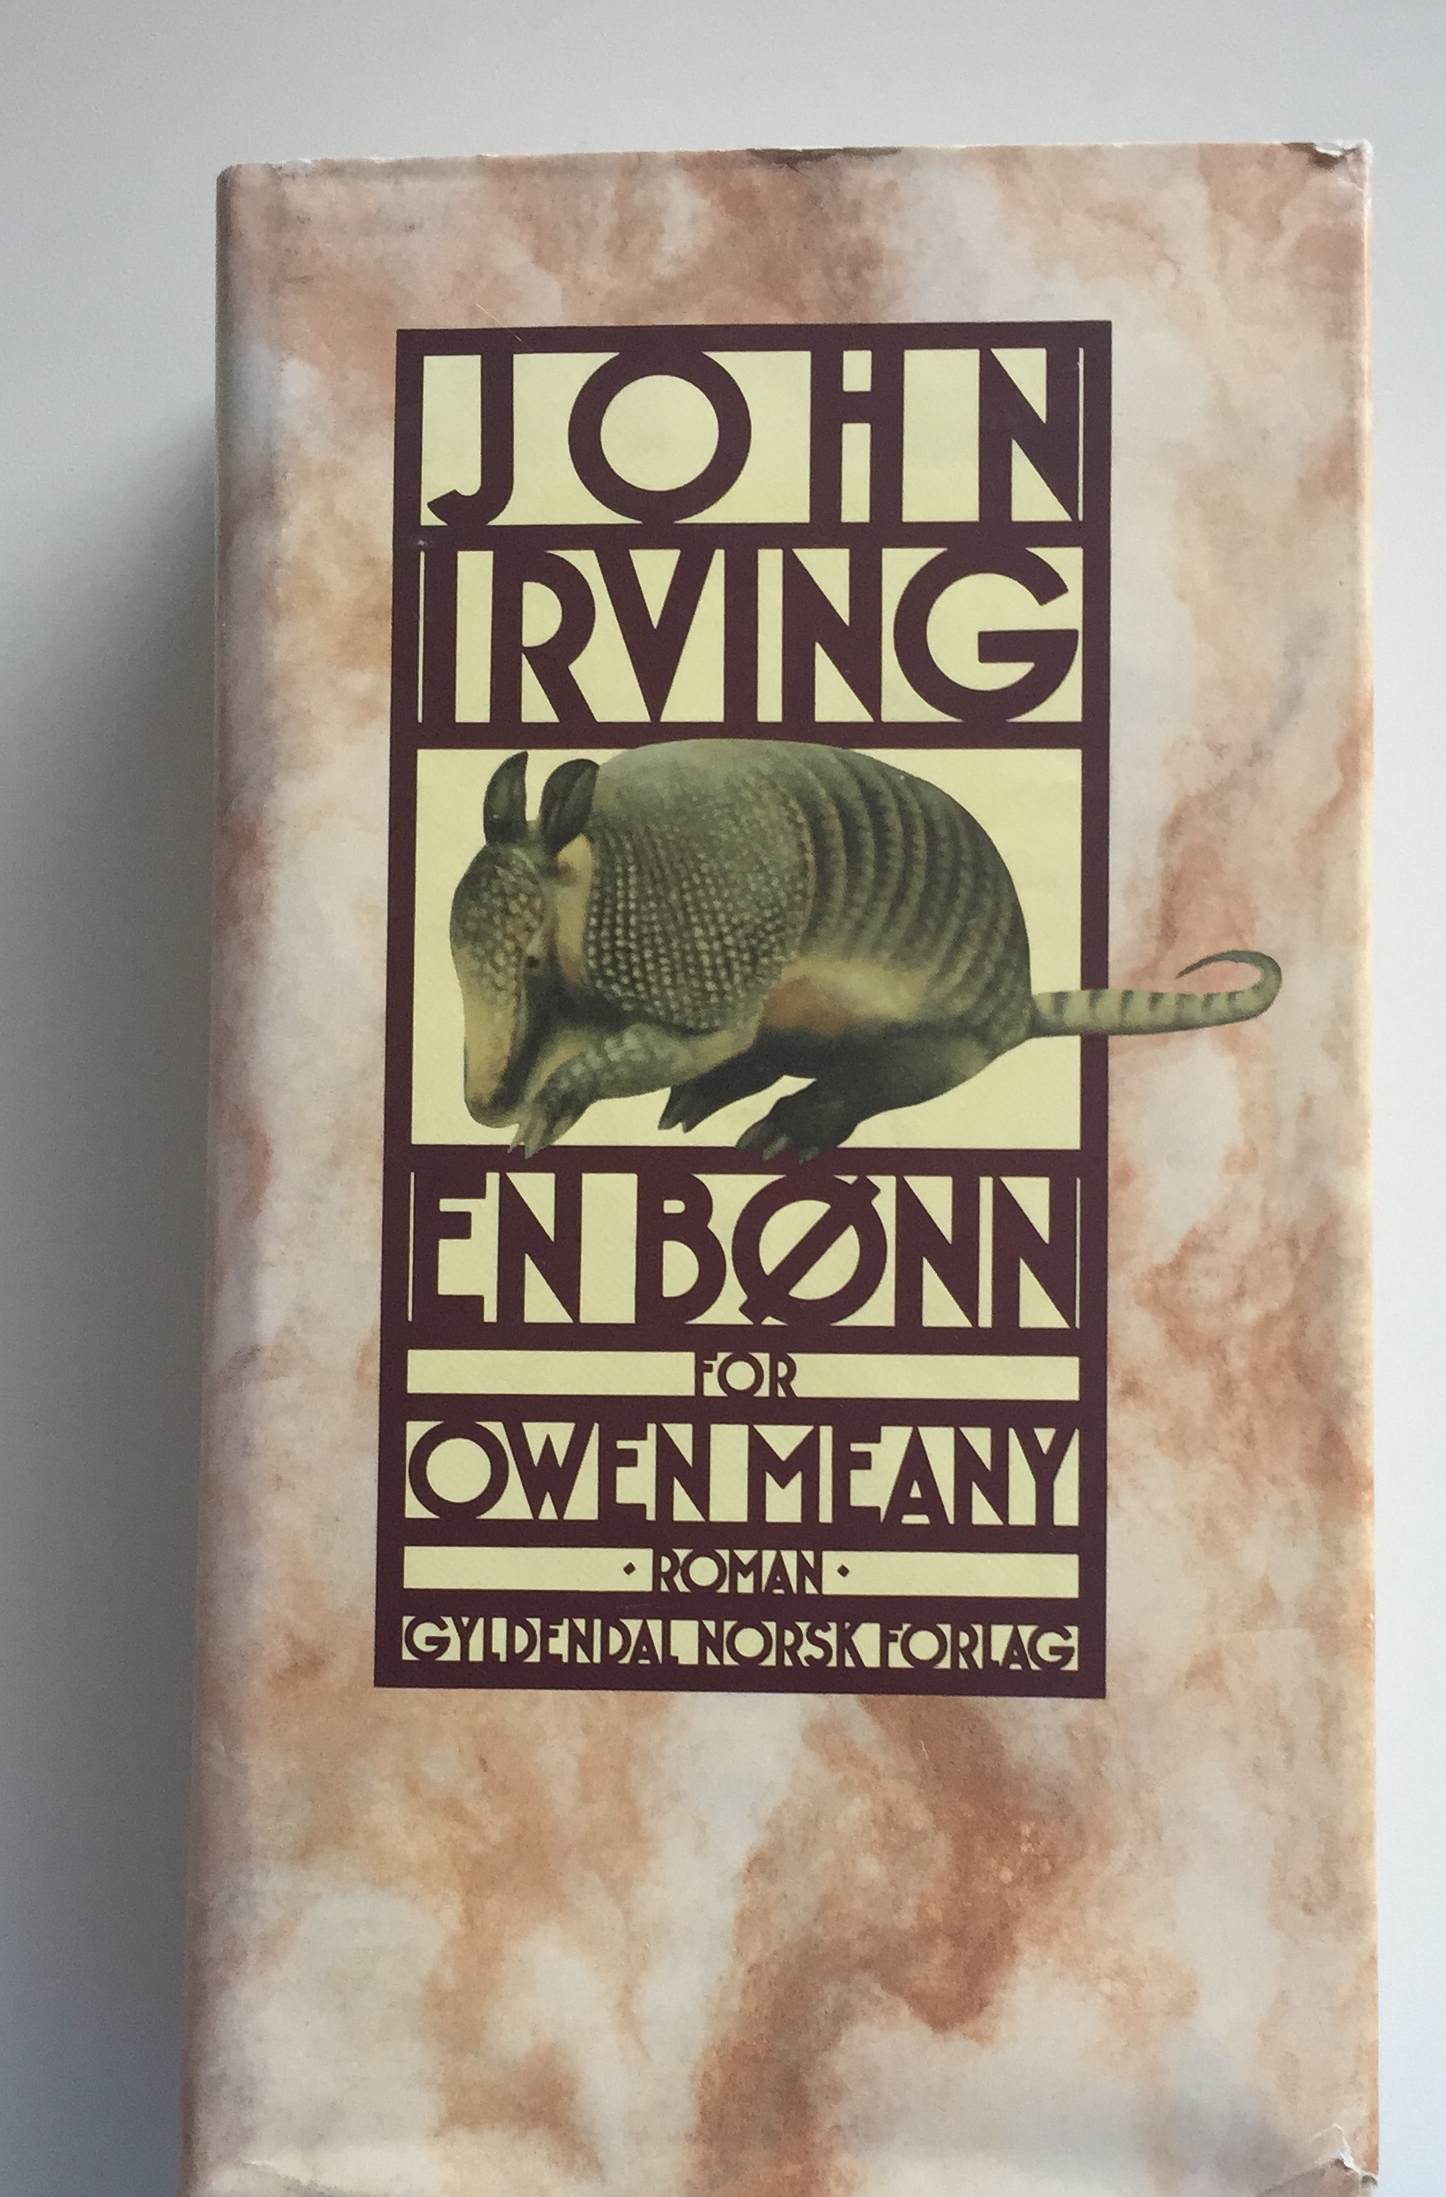 JOHN
IRVING
EN BØNN
FOR
OWEN MEANY
· ROMAN ·
GYLDENDAL NORSK FORLAG